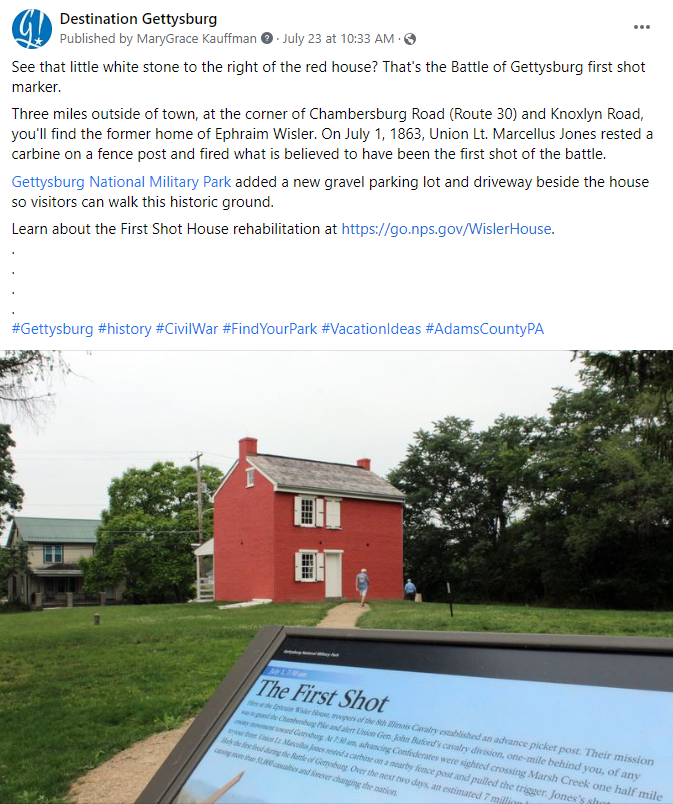 G!
Destination Gettysburg
Published by MaryGrace Kauffman · July 23 at 10:33 AM ·
See that little white stone to the right of the red house? That's the Battle of Gettysburg first shot
marker.
Three miles outside of town, at the corner of Chambersburg Road (Route 30) and Knoxlyn Road,
you'll find the former home of Ephraim Wisler. On July 1, 1863, Union Lt. Marcellus Jones rested a
carbine on a fence post and fired what is believed to have been the first shot of the battle.
Gettysburg National Military Park added a new gravel parking lot and driveway beside the house
so visitors can walk this historic ground.
Learn about the First Shot House rehabilitation at https://go.nps.gov/WislerHouse.
.
.
.
.
#Gettysburg #history #CivilWar #FindYourPark #VacationIdeas #AdamsCountyPA
Gettysburg National Military Park
July 1, 7:30 am
The First Shot
Here at the Ephraim Wisler House, troopers of the 8th Illinois Cavalry established an advance picket post. Their mission
was to guard the Chambersburg Pike and alert Union Gen. John Buford's cavalry division, one-mile behind you, of any
enemy movement toward Gettysburg. At 7:30 am, advancing Confederates were sighted crossing Marsh Creek one half mile
to your front. Union Lt. Marcellus Jones rested a carbine on a nearby fence post and pulled the trigger. Jones's shot
likely the first fired during the Battle of Gettysburg. Over the next two days, an estimated 7 million
causing more than 50,000 casualties and forever changing the nation.